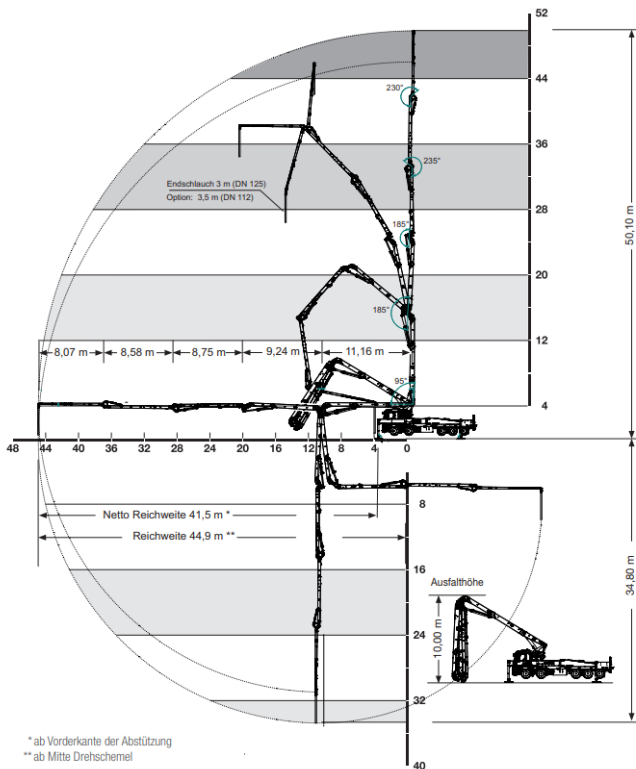 52
44
36
28
20
12
4
50,10 m
230°
235°
185°
185°
95°
Endschlauch 3 m (DN 125)
Option: 3,5 m (DN 112)
8,07 m
8,58 m
8,75 m
9,24 m
11,16 m
48 44 40 36 32 28 24 20 16 12 8 4 0
Netto Reichweite 41,5 m *
Reichweite 44,9 m **
8
16
24
32
40
34,80 m
Ausfalthöhe
10,00 m
* ab Vorderkante der Abstützung
** ab Mitte Drehschemel